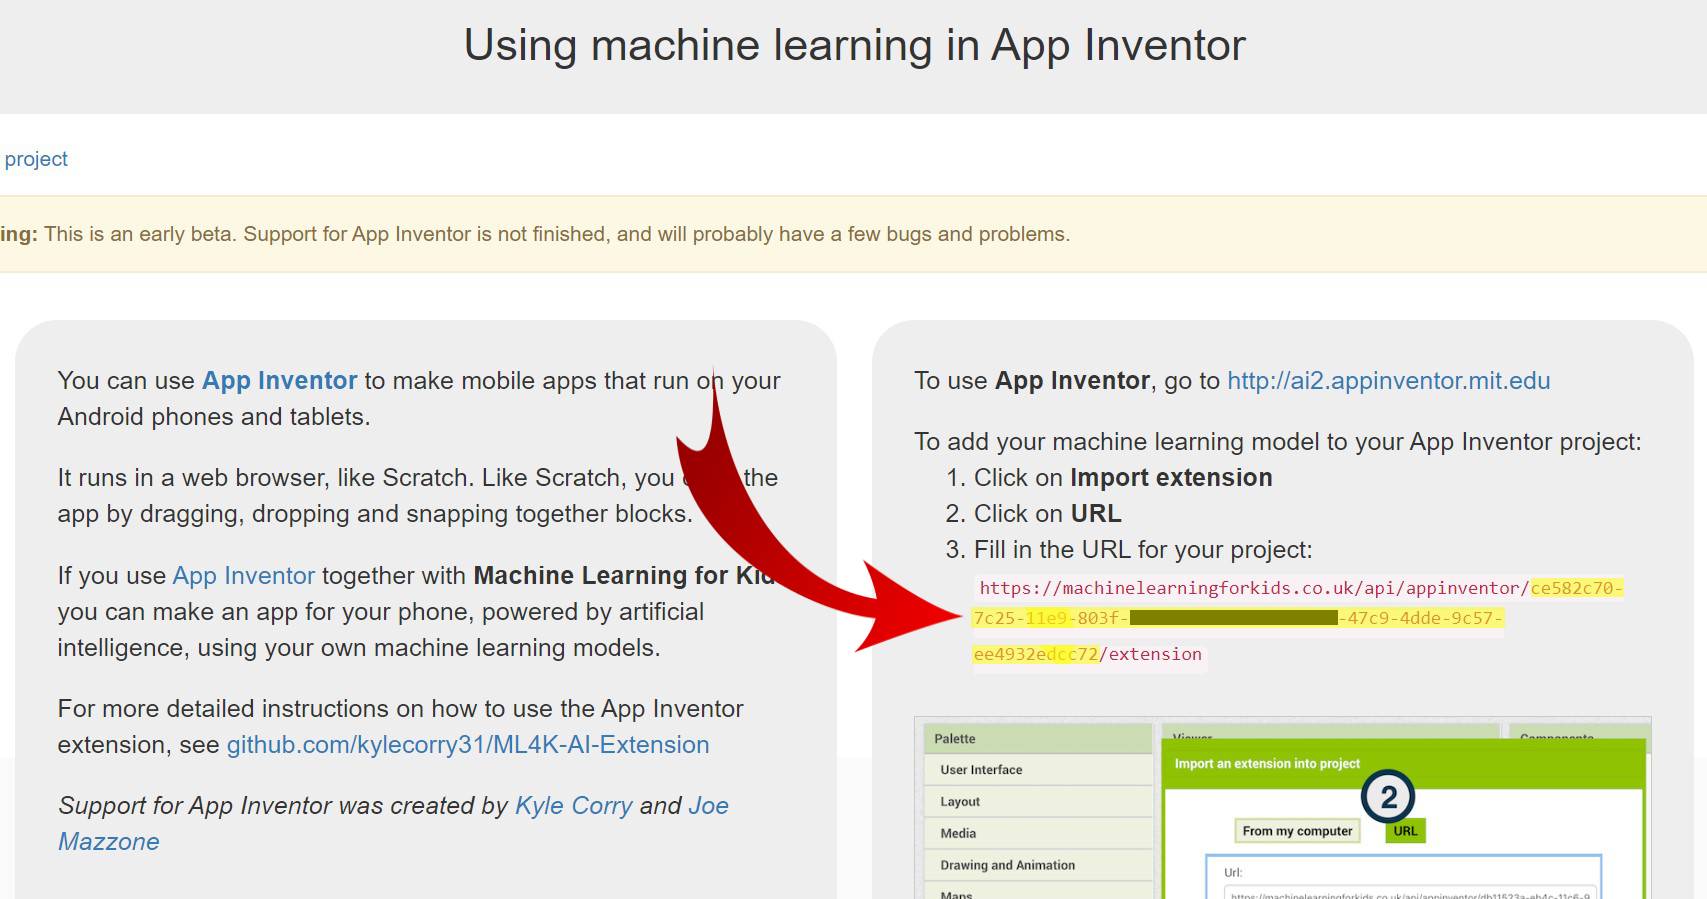 Using machine learning in App Inventor
project
ing: This is an early beta. Support for App Inventor is not finished, and will probably have a few bugs and problems.
You can use App Inventor to make mobile apps that run on your
Android phones and tablets.
It runs in a web browser, like Scratch. Like Scratch, you the
app by dragging, dropping and snapping together blocks.
If you use App Inventor together with Machine Learning for Kid
you can make an app for your phone, powered by artificial
intelligence, using your own machine learning models.
For more detailed instructions on how to use the App Inventor
extension, see github.com/kylecorry31/ML4K-AI-Extension
Support for App Inventor was created by Kyle Corry and Joe
Mazzone
To use App Inventor, go to http://ai2.appinventor.mit.edu
To add your machine learning model to your App Inventor project:
1. Click on Import extension
2. Click on URL
3. Fill in the URL for your project:
https://machinelearningforkids.co.uk/api/appinventor/ce582c70-
7c25-11e9-803f- -47c9-4dde-9c57-
ee4932edcc72/extension
Palette
Viewer
Components
User Interface
Layout
Media
Drawing and Animation
Maps
Import an extension into project
2
From my computer
URL
Url:
https://machinelearningforkids.co.uk/api/appinventor/db11523a-eb4c-11c6-9